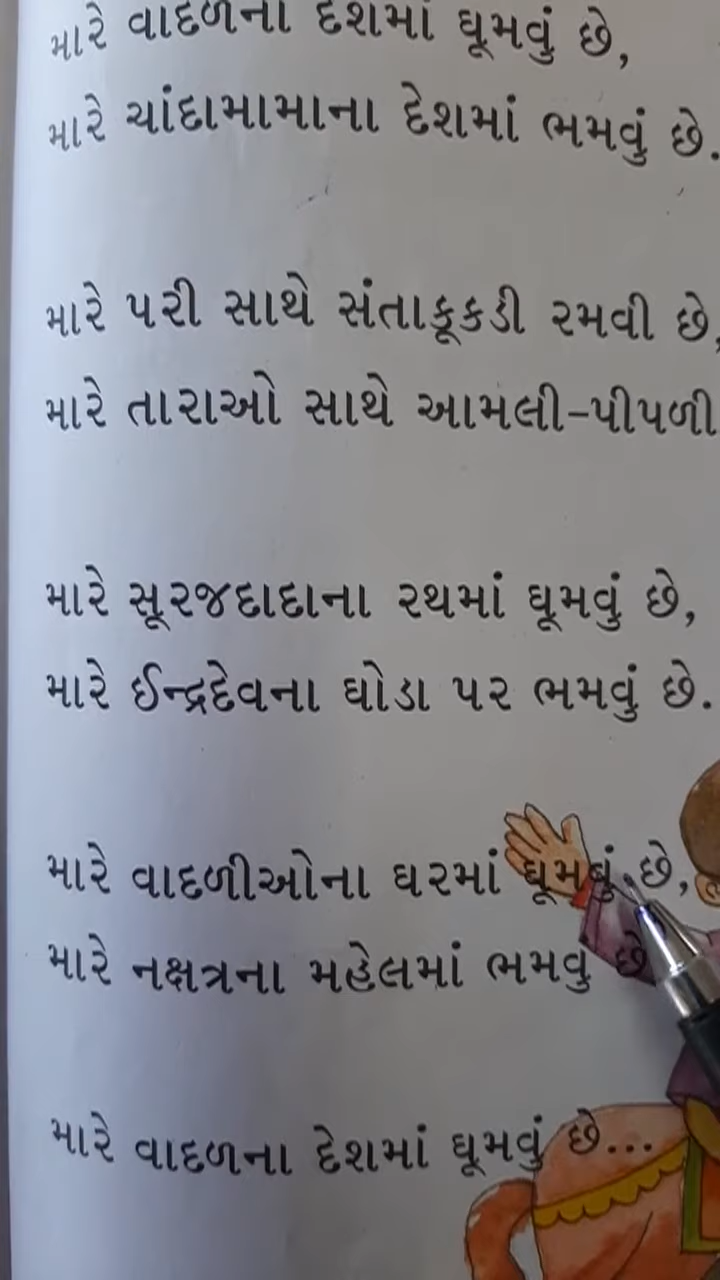 મારે વાદળના દેશમાં ઘૂમવું છે,
મારે ચાંદામામાના દેશમાં ભમવું છે.
મારે પરી સાથે સંતાકૂકડી રમવી છે,
મારે તારાઓ સાથે આમલી-પીપળી
મારે સૂરજદાદાના રથમાં ઘૂમવું છે,
મારે ઈન્દ્રદેવના ઘોડા પર ભમવું છે.
મારે વાદળીઓના ઘરમાં ઘૂમવું છે,
મારે નક્ષત્રના મહેલમાં ભમવું છે
મારે વાદળના દેશમાં ઘૂમવું છે...